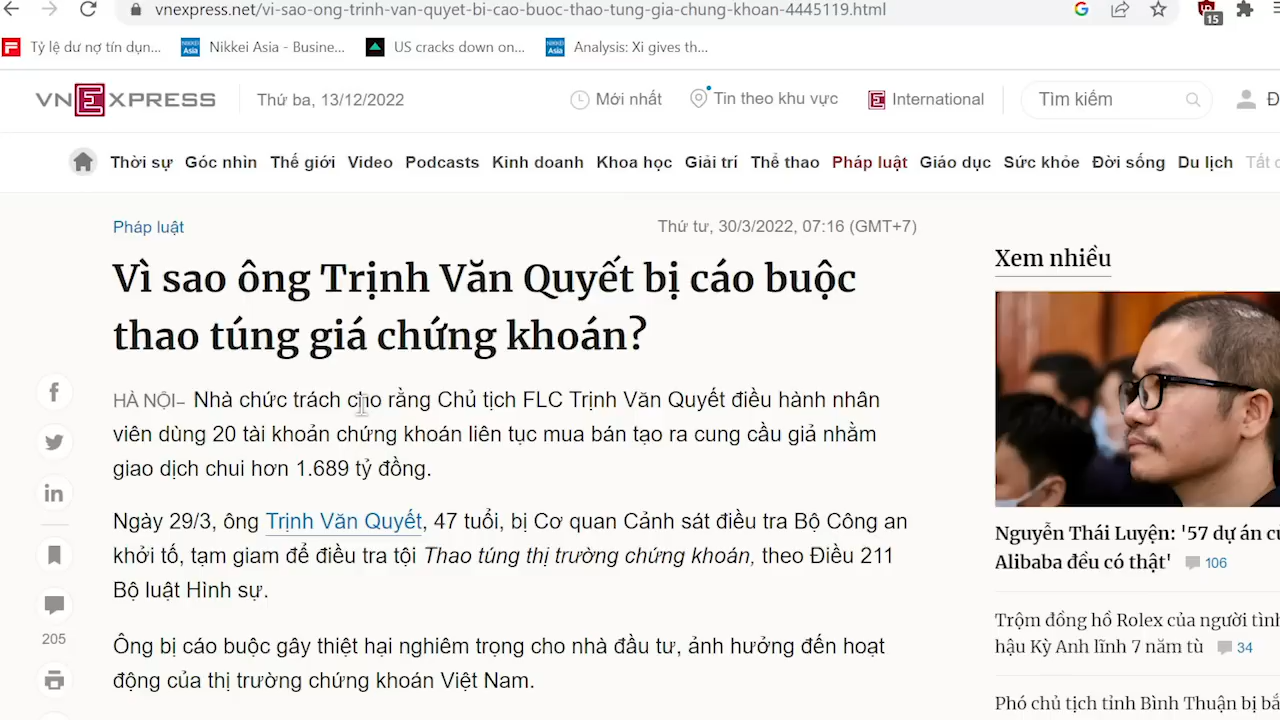 vnexpress.net/vi-sao-ong-trinh-van-quyet-bi-cao-buoc-thao-tung-gia-chung-khoan-4445119.html
15
Tỷ lệ dư nợ tín dụn... Nikkei Asia - Busine... US cracks down on... Analysis: Xi gives th...
VNEXPRESS Thứ ba, 13/12/2022 Mới nhất Tin theo khu vực International Tìm kiếm Đ
Thời sự Góc nhìn Thế giới Video Podcasts Kinh doanh Khoa học Giải trí Thể thao Pháp luật Giáo dục Sức khỏe Đời sống Du lịch Tất c
Pháp luật Thứ tư, 30/3/2022, 07:16 (GMT+7)
Vì sao ông Trịnh Văn Quyết bị cáo buộc
thao túng giá chứng khoán?
HÀ NỘI– Nhà chức trách cho rằng Chủ tịch FLC Trịnh Văn Quyết điều hành nhân
viên dùng 20 tài khoản chứng khoán liên tục mua bán tạo ra cung cầu giả nhằm
giao dịch chui hơn 1.689 tỷ đồng.
Ngày 29/3, ông Trịnh Văn Quyết, 47 tuổi, bị Cơ quan Cảnh sát điều tra Bộ Công an
khởi tố, tạm giam để điều tra tội Thao túng thị trường chứng khoán, theo Điều 211
Bộ luật Hình sự.
Ông bị cáo buộc gây thiệt hại nghiêm trọng cho nhà đầu tư, ảnh hưởng đến hoạt
động của thị trường chứng khoán Việt Nam.
205
Xem nhiều
Nguyễn Thái Luyện: '57 dự án củ
Alibaba đều có thật' 106
Trộm đồng hồ Rolex của người tình
hậu Kỳ Anh lĩnh 7 năm tù 34
Phó chủ tịch tỉnh Bình Thuận bị bắ